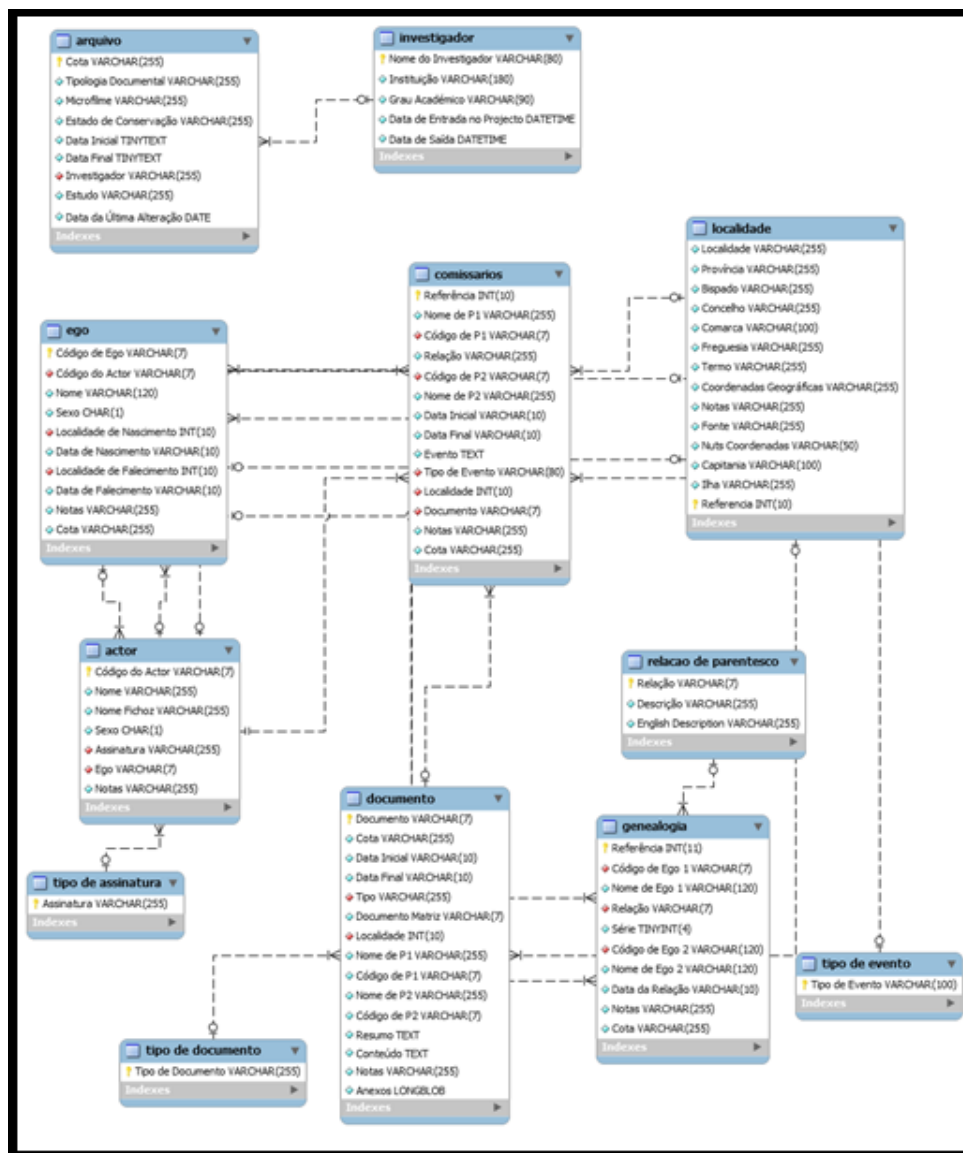 arquivo
Cota VARCHAR(255)
Tipologia Documental VARCHAR(255)
Microfilme VARCHAR(255)
Estado de Conservação VARCHAR(255)
Data Inicial TINYTEXT
Data Final TINYTEXT
Investigador VARCHAR(255)
Estudo VARCHAR(255)
Data da Última Alteração DATE
Indexes
investigador
Nome do Investigador VARCHAR(80)
Instituição VARCHAR(180)
Grau Académico VARCHAR(90)
Data de Entrada no Projecto DATETIME
Data de Saída DATETIME
Indexes
localidade
Localidade VARCHAR(255)
Província VARCHAR(255)
Bispado VARCHAR(255)
Concelho VARCHAR(255)
Comarca VARCHAR(100)
Freguesia VARCHAR(255)
Termo VARCHAR(255)
Coordenadas Geográficas VARCHAR(255)
Notas VARCHAR(255)
Fonte VARCHAR(255)
Nuts Coordenadas VARCHAR(50)
Capitania VARCHAR(100)
Ilha VARCHAR(255)
Referencia INT(10)
Indexes
comissarios
Referência INT(10)
Nome de P1 VARCHAR(255)
Código de P1 VARCHAR(7)
Relação VARCHAR(255)
Código de P2 VARCHAR(7)
Nome de P2 VARCHAR(255)
Data Inicial VARCHAR(10)
Data Final VARCHAR(10)
Evento TEXT
Tipo de Evento VARCHAR(80)
Localidade INT(10)
Documento VARCHAR(7)
Notas VARCHAR(255)
Cota VARCHAR(255)
Indexes
ego
Código de Ego VARCHAR(7)
Código do Actor VARCHAR(7)
Nome VARCHAR(120)
Sexo CHAR(1)
Localidade de Nascimento INT(10)
Data de Nascimento VARCHAR(10)
Localidade de Falecimento INT(10)
Data de Falecimento VARCHAR(10)
Notas VARCHAR(255)
Cota VARCHAR(255)
Indexes
actor
Código do Actor VARCHAR(7)
Nome VARCHAR(255)
Nome Fichoz VARCHAR(255)
Sexo CHAR(1)
Assinatura VARCHAR(255)
Ego VARCHAR(7)
Notas VARCHAR(255)
Indexes
relacao de parentesco
Relação VARCHAR(7)
Descrição VARCHAR(255)
English Description VARCHAR(255)
Indexes
documento
Documento VARCHAR(7)
Cota VARCHAR(255)
Data Inicial VARCHAR(10)
Data Final VARCHAR(10)
Tipo VARCHAR(255)
Documento Matriz VARCHAR(7)
Localidade INT(10)
Nome de P1 VARCHAR(255)
Código de P1 VARCHAR(7)
Nome de P2 VARCHAR(255)
Código de P2 VARCHAR(7)
Resumo TEXT
Conteúdo TEXT
Notas VARCHAR(255)
Anexos LONGBLOB
Indexes
genealogia
Referência INT(11)
Código de Ego 1 VARCHAR(7)
Nome de Ego 1 VARCHAR(120)
Relação VARCHAR(7)
Série TINYINT(4)
Código de Ego 2 VARCHAR(120)
Nome de Ego 2 VARCHAR(120)
Data da Relação VARCHAR(10)
Notas VARCHAR(255)
Cota VARCHAR(255)
Indexes
tipo de assinatura
Assinatura VARCHAR(255)
Indexes
tipo de evento
Tipo de Evento VARCHAR(100)
Indexes
tipo de documento
Tipo de Documento VARCHAR(255)
Indexes